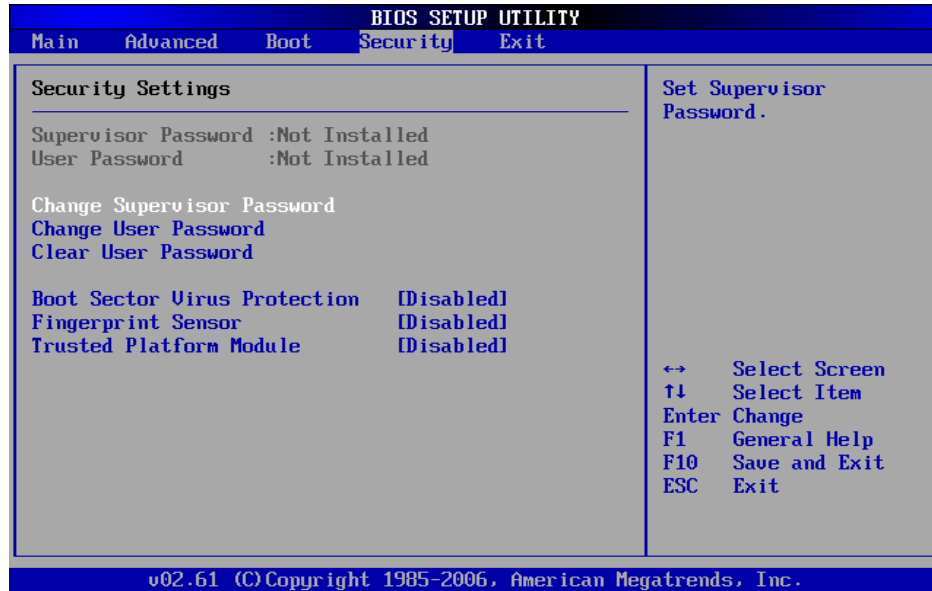 BIOS SETUP UTILITY
Main Advanced Boot Security Exit
Security Settings
Supervisor Password :Not Installed
User Password :Not Installed
Change Supervisor Password
Change User Password
Clear User Password
Boot Sector Virus Protection [Disabled]
Fingerprint Sensor [Disabled]
Trusted Platform Module [Disabled]
Set Supervisor
Password.
↔ Select Screen
↑↓ Select Item
Enter Change
F1 General Help
F10 Save and Exit
ESC Exit
v02.61 (C)Copyright 1985-2006, American Megatrends, Inc.